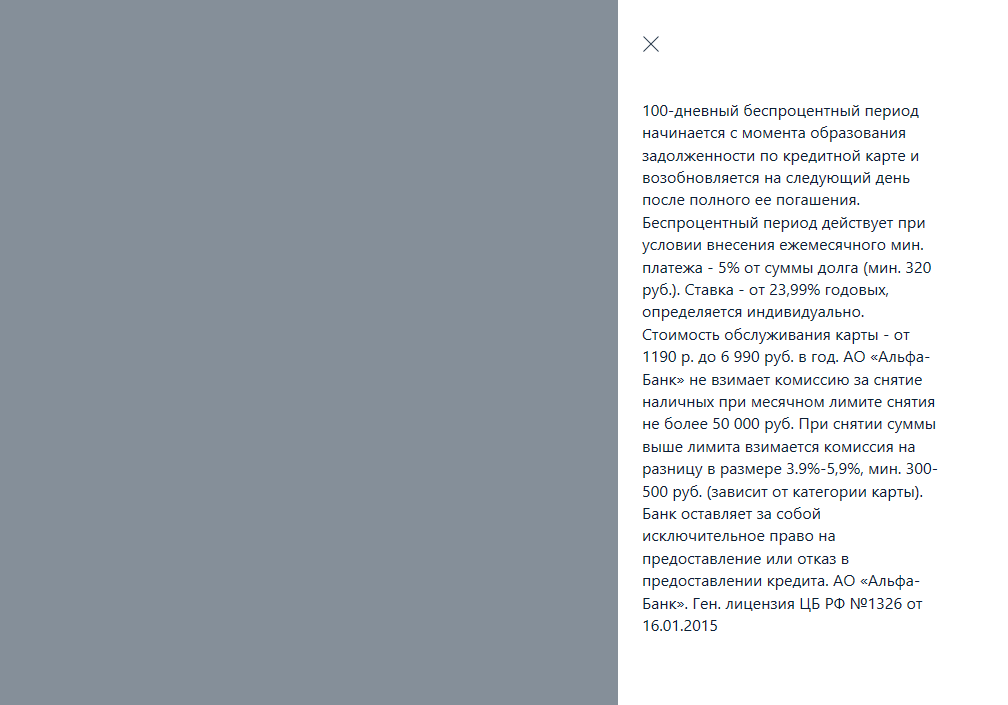 100-дневный беспроцентный период
начинается с момента образования
задолженности по кредитной карте и
возобновляется на следующий день
после полного ее погашения.
Беспроцентный период действует при
условии внесения ежемесячного мин.
платежа - 5% от суммы долга (мин. 320
руб.). Ставка - от 23,99% годовых,
определяется индивидуально.
Стоимость обслуживания карты - от
1190 р. до 6 990 руб. в год. АО «Альфа-
Банк» не взимает комиссию за снятие
наличных при месячном лимите снятия
не более 50 000 руб. При снятии суммы
выше лимита взимается комиссия на
разницу в размере 3.9%-5,9%, мин. 300-
500 руб. (зависит от категории карты).
Банк оставляет за собой
исключительное право на
предоставление или отказ в
предоставлении кредита. АО «Альфа-
Банк». Ген. лицензия ЦБ РФ №1326 от
16.01.2015